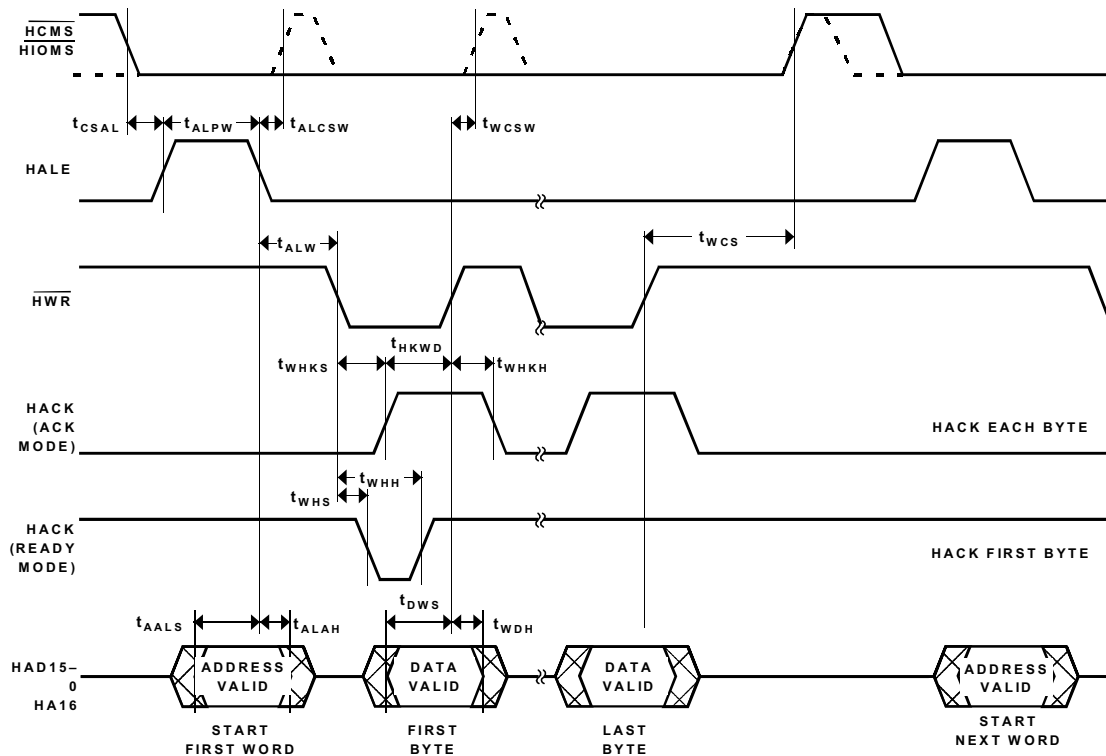 HCMS
HIOMS
tCSAL tALPW tALCSW tWCSW
HALE
tALW tWCS
HWR
tHKWD
tWHKS tWHKH
HACK
(ACK
MODE)
HACK EACH BYTE
tWHH
tWHS
HACK
(READY
MODE)
HACK FIRST BYTE
tDWS
tAALS tALAH tWDH
HAD15–
0
HA16
ADDRESS
VALID
DATA
VALID
DATA
VALID
ADDRESS
VALID
START
FIRST WORD
FIRST
BYTE
LAST
BYTE
START
NEXT WORD